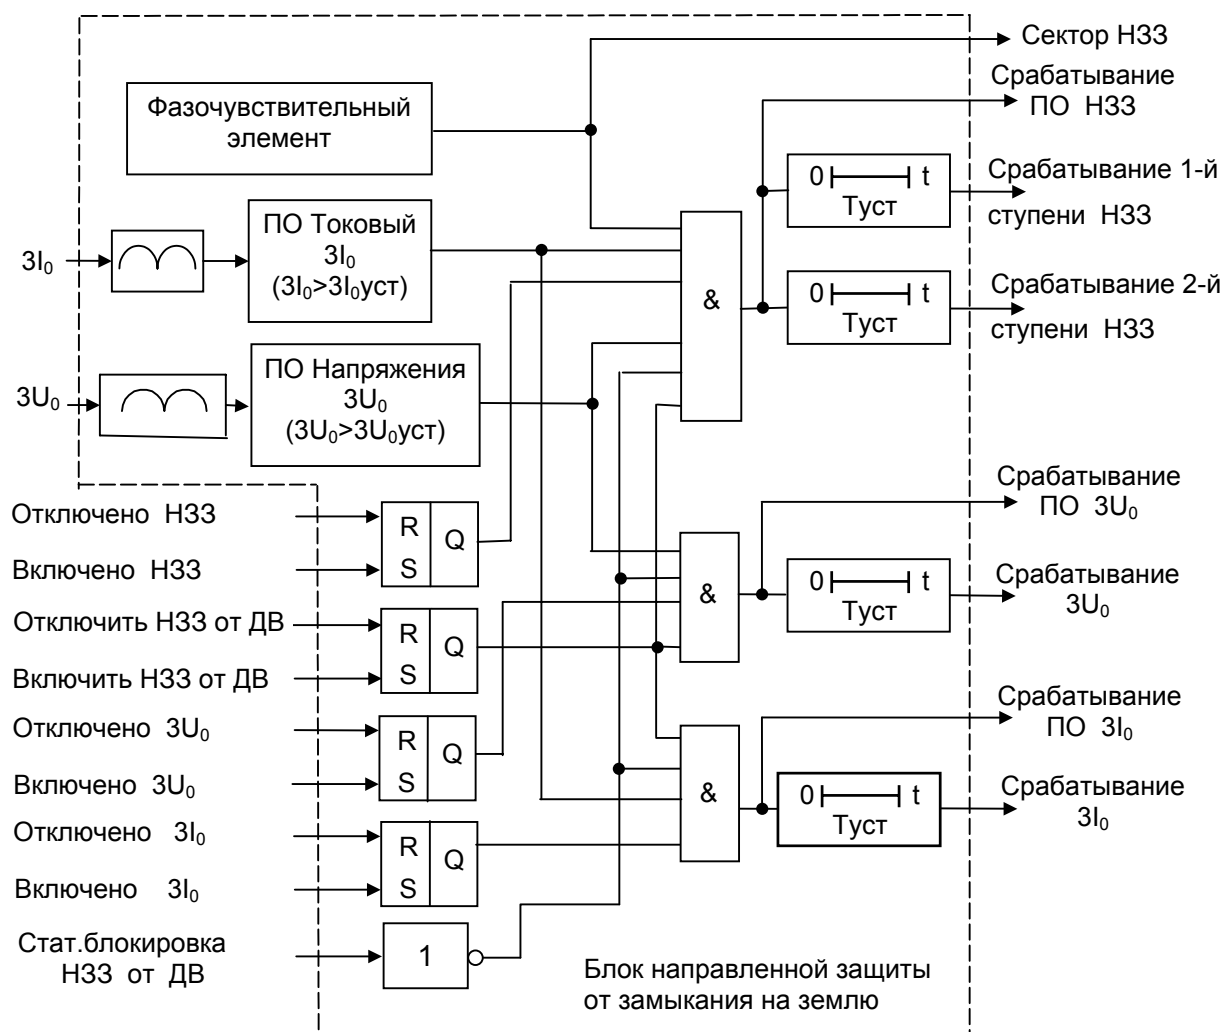 Сектор НЗЗ
Срабатывание
ПО НЗЗ
Фазочувствительный
элемент
0 t
Туст
Срабатывание 1-й
ступени НЗЗ
3I₀
ПО Токовый
3I₀
(3I₀>3I₀уст)
&
0 t
Туст
Срабатывание 2-й
ступени НЗЗ
3U₀
ПО Напряжения
3U₀
(3U₀>3U₀уст)
Отключено НЗЗ
Включено НЗЗ
R
S
Q
Срабатывание
ПО 3U₀
&
0 t
Туст
Срабатывание
3U₀
Отключить НЗЗ от ДВ
Включить НЗЗ от ДВ
R
S
Q
Отключено 3U₀
Включено 3U₀
R
S
Q
Срабатывание
ПО 3I₀
&
0 t
Туст
Срабатывание
3I₀
Отключено 3I₀
Включено 3I₀
R
S
Q
Стат.блокировка
НЗЗ от ДВ
1
Блок направленной защиты
от замыкания на землю